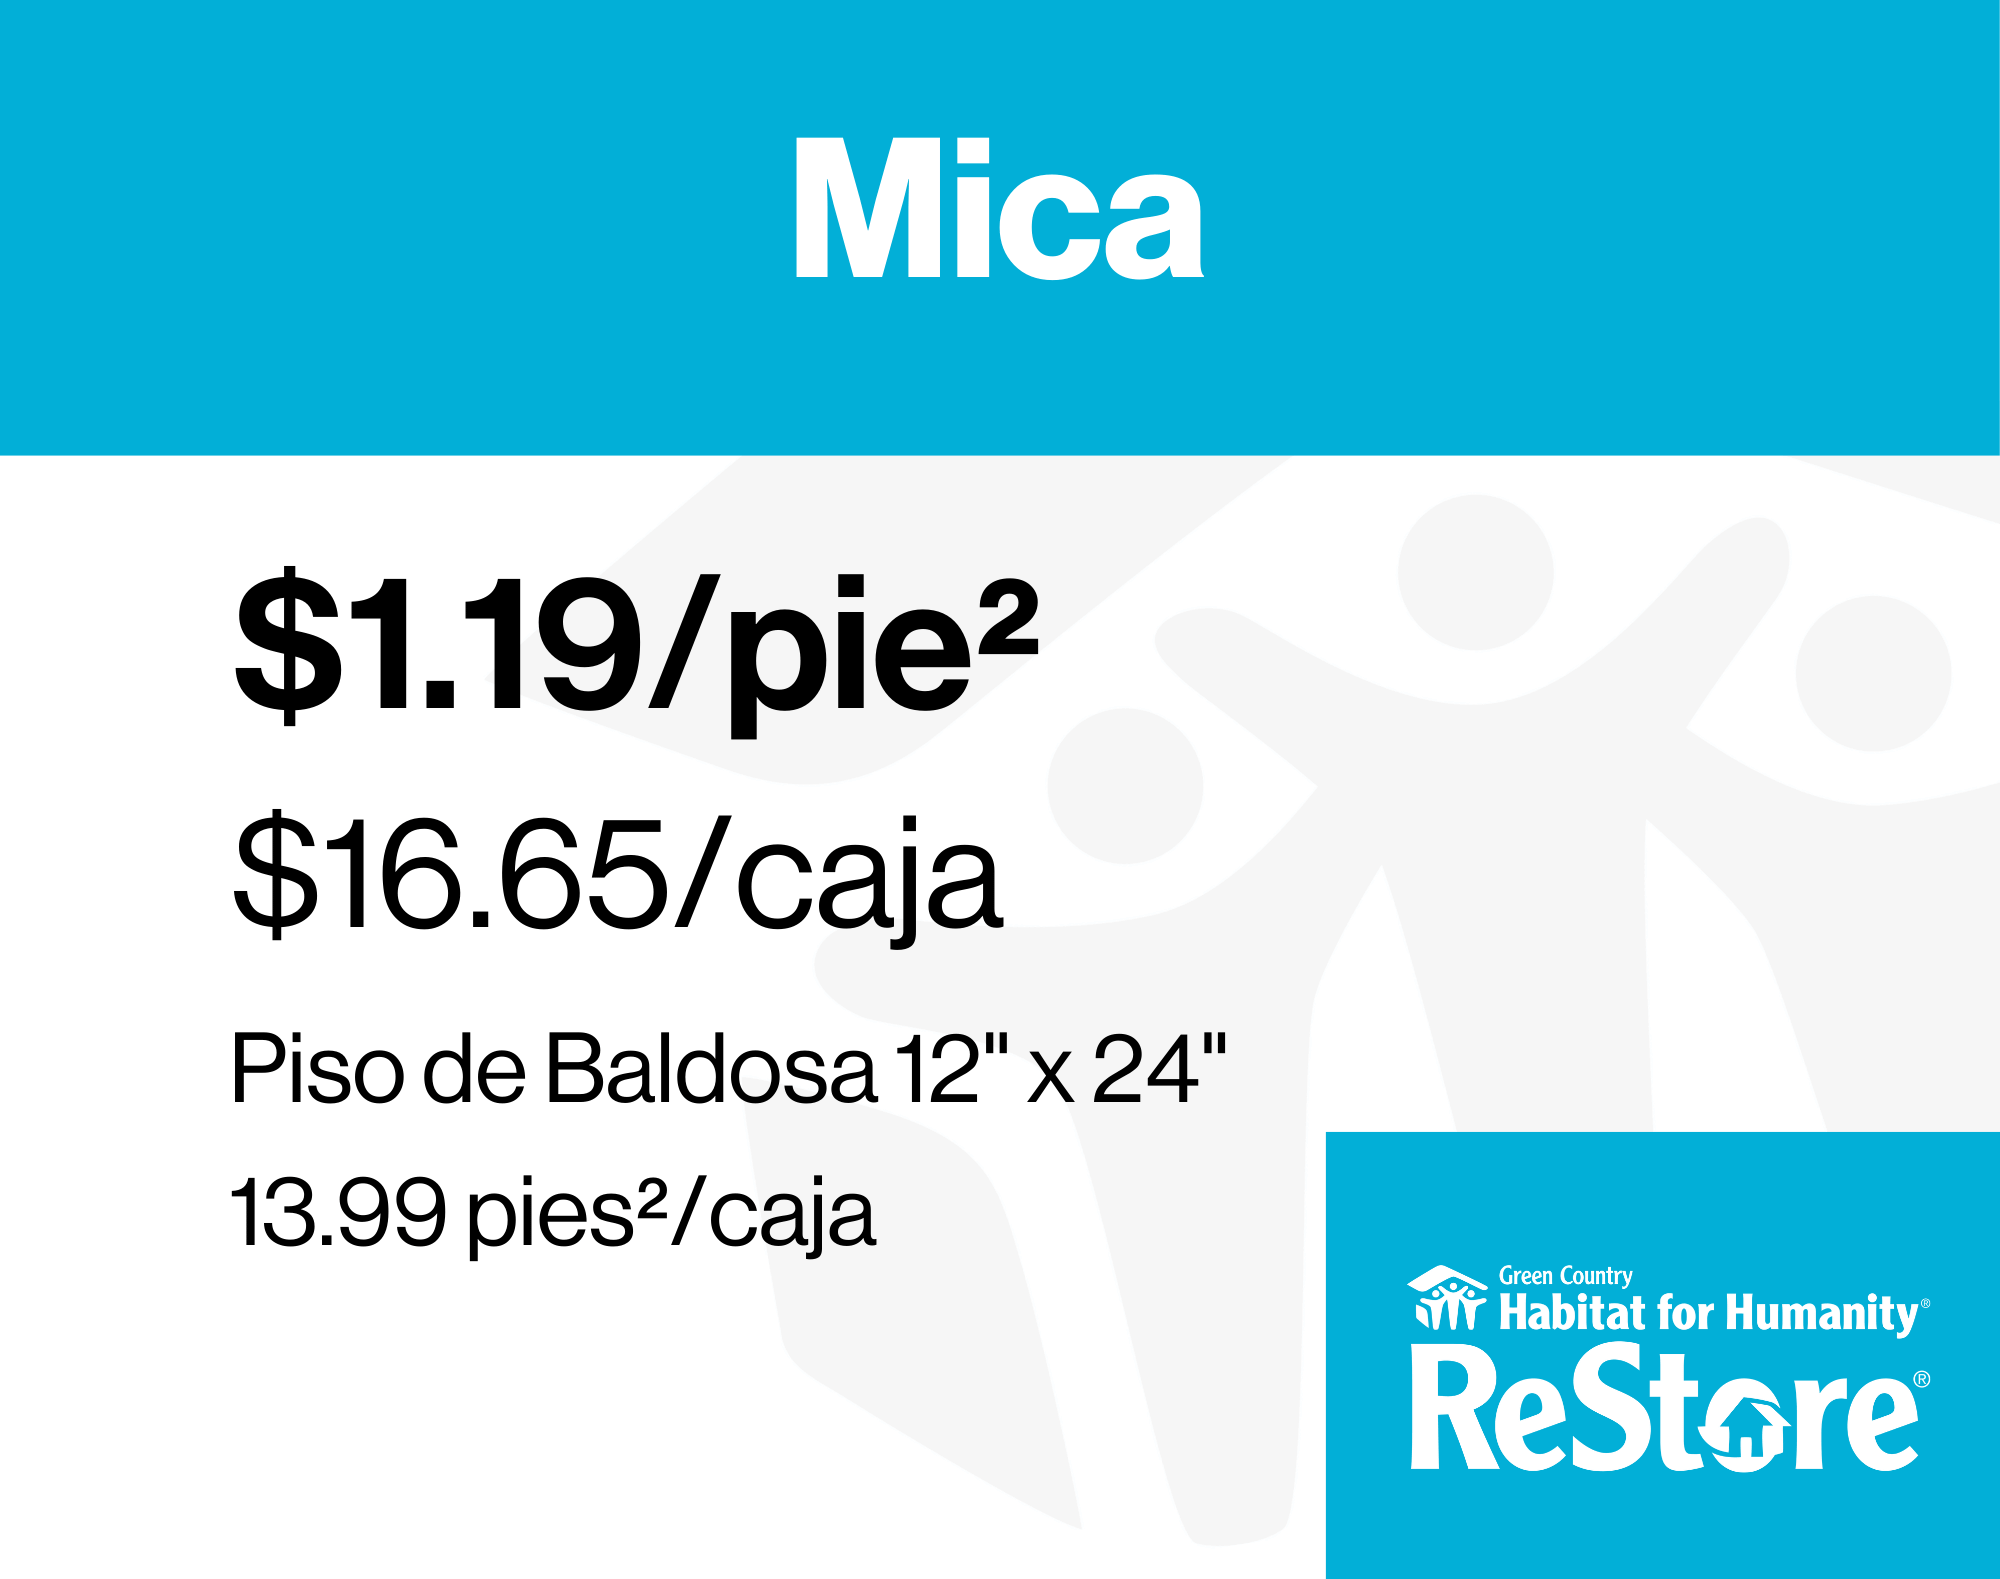 Mica
$1.19/pie²
$16.65/caja
Piso de Baldosa 12" x 24"
13.99 pies²/caja
Green Country
Habitat for Humanity®
ReStore®